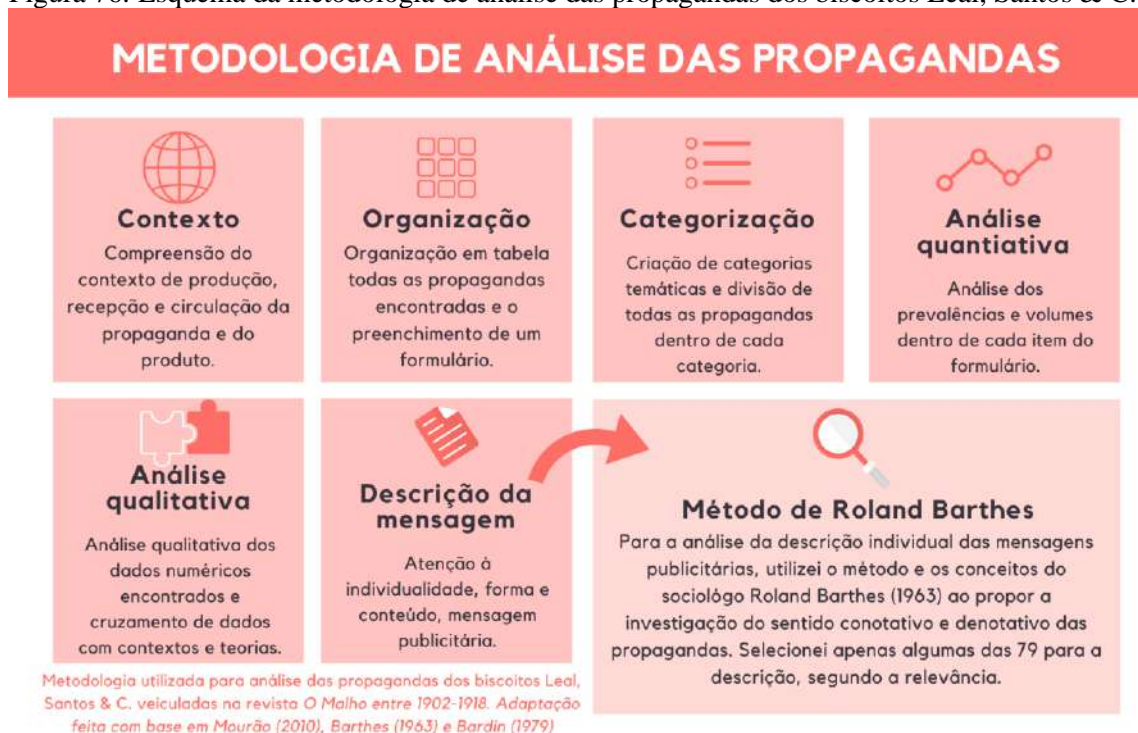 Figura 76: Esquema da metodologia de análise das propagandas dos biscoitos Leal, Santos & C.
METODOLOGIA DE ANÁLISE DAS PROPAGANDAS
Contexto
Compreensão do
contexto de produção,
recepção e circulação da
propaganda e do
produto.
Organização
Organização em tabela
todas as propagandas
encontradas e o
preenchimento de um
formulário.
Categorização
Criação de categorias
temáticas e divisão de
todas as propagandas
dentro de cada
categoria.
Análise
quantiativa
Análise dos
prevalências e volumes
dentro de cada item do
formulário.
Análise
qualitativa
Análise qualitativa dos
dados numéricos
encontrados e
cruzamento de dados
com contextos e teorias.
Descrição da
mensagem
Atenção à
individualidade, forma e
conteúdo, mensagem
publicitária.
Método de Roland Barthes
Para a análise da descrição individual das mensagens
publicitárias, utilizei o método e os conceitos do
sociológo Roland Barthes (1963) ao propor a
investigação do sentido conotativo e denotativo das
propagandas. Selecionei apenas algumas das 79 para a
descrição, segundo a relevância.
Metodologia utilizada para análise das propagandas dos biscoitos Leal,
Santos & C. veiculadas na revista O Malho entre 1902-1918. Adaptação
feita com base em Mourão (2010), Barthes (1963) e Bardin (1979)